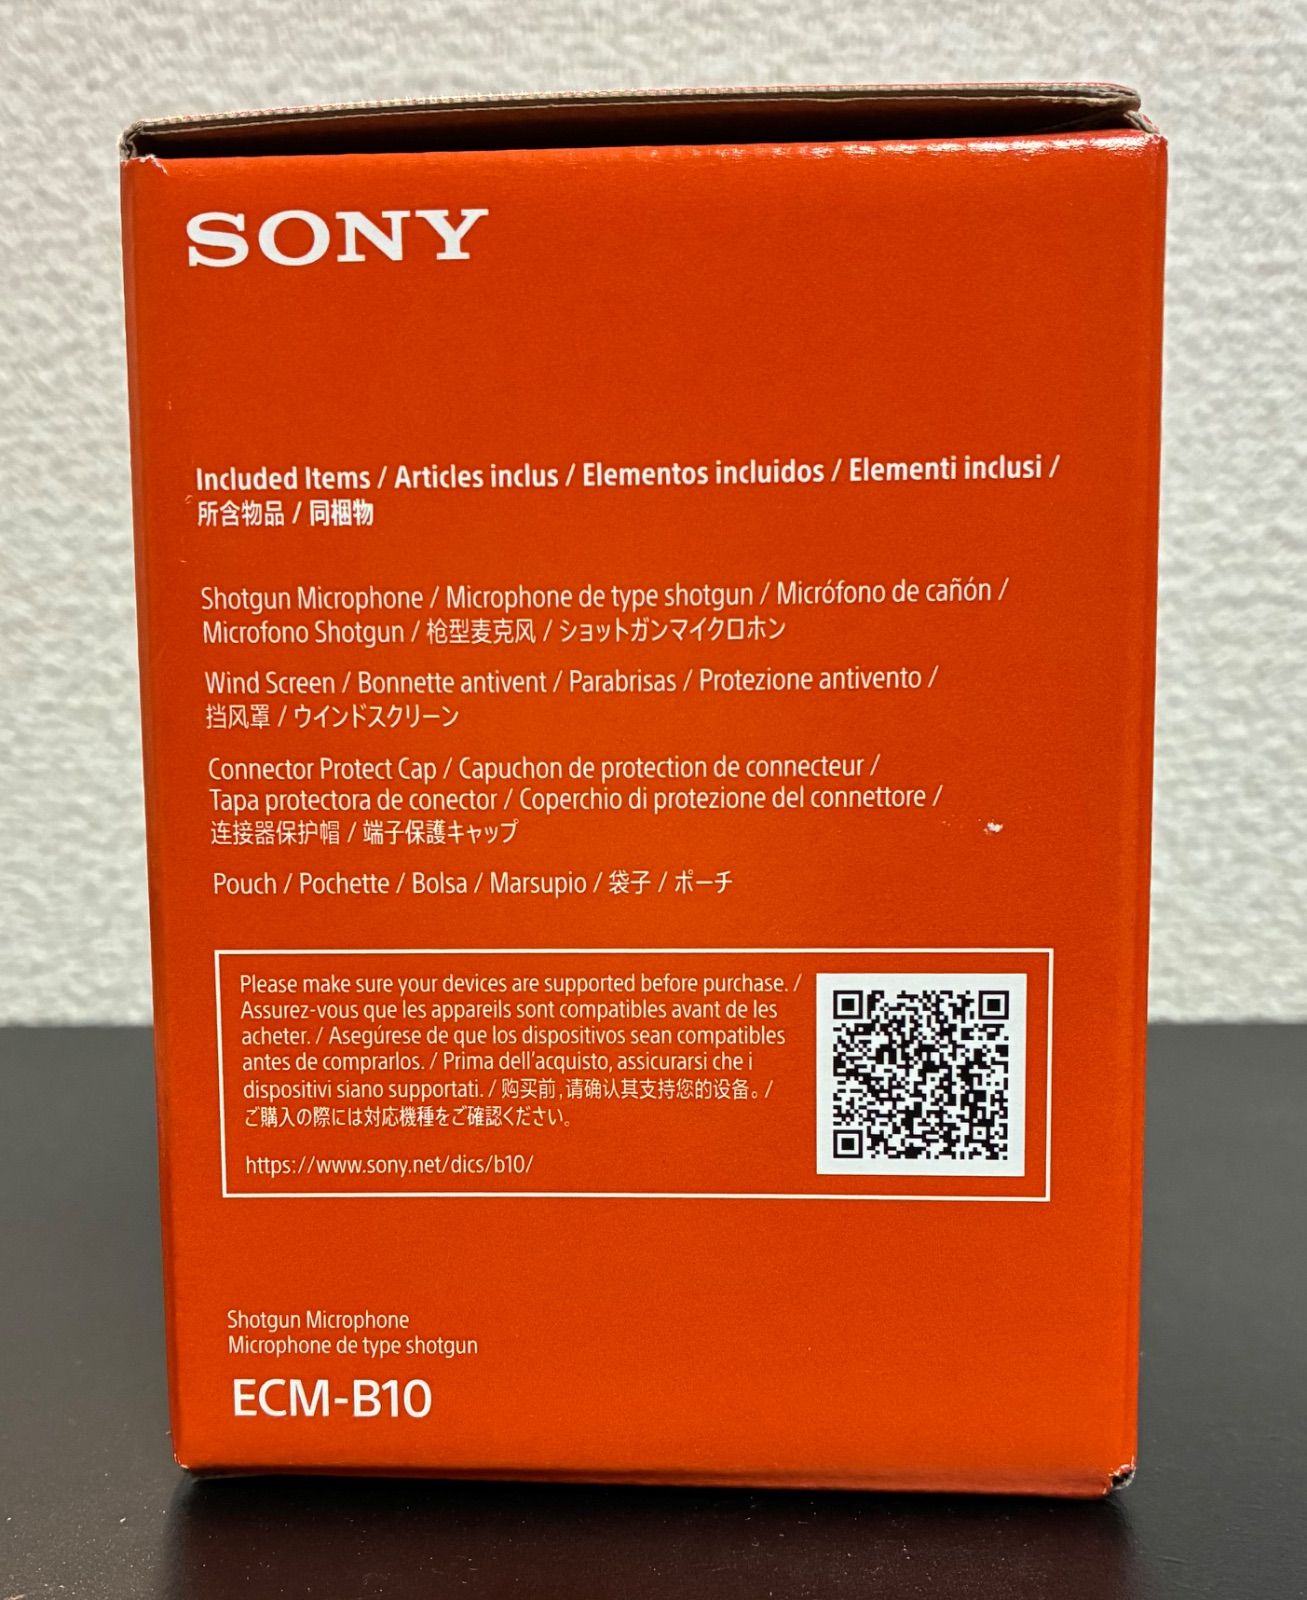 SONY
Included Items / Articles inclus / Elementos incluidos / Elementi inclusi /
所含物品 / 同梱物
Shotgun Microphone / Microphone de type shotgun / Micrófono de cañón /
Microfono Shotgun / 枪型麦克风 / ショットガンマイクロホン
Wind Screen / Bonnette antivent / Parabrisas / Protezione antivento /
挡风罩 / ウインドスクリーン
Connector Protect Cap / Capuchon de protection de connecteur /
Tapa protectora de conector / Coperchio di protezione del connettore /
连接器保护帽 / 端子保護キャップ
Pouch / Pochette / Bolsa / Marsupio / 袋子 / ポーチ
Please make sure your devices are supported before purchase. /
Assurez-vous que les appareils sont compatibles avant de les
acheter. / Asegúrese de que los dispositivos sean compatibles
antes de comprarlos. / Prima dell'acquisto, assicurarsi che i
dispositivi siano supportati. / 购买前,请确认其支持您的设备。 /
ご購入の際には対応機種をご確認ください。
https://www.sony.net/dics/b10/
Shotgun Microphone
Microphone de type shotgun
ECM-B10